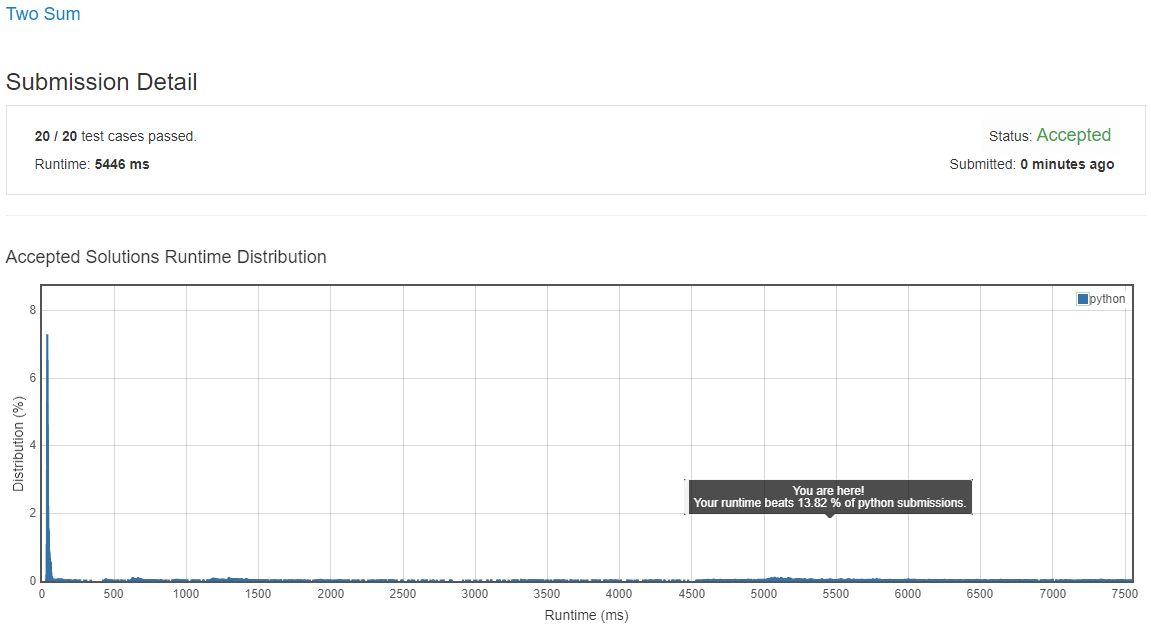 Two Sum
Submission Detail
20 / 20 test cases passed.
Status: Accepted
Runtime: 5446 ms
Submitted: 0 minutes ago
Accepted Solutions Runtime Distribution
python
8
6
4
2
0
Distribution (%)
You are here!
Your runtime beats 13.82 % of python submissions.
0 500 1000 1500 2000 2500 3000 3500 4000 4500 5000 5500 6000 6500 7000 7500
Runtime (ms)